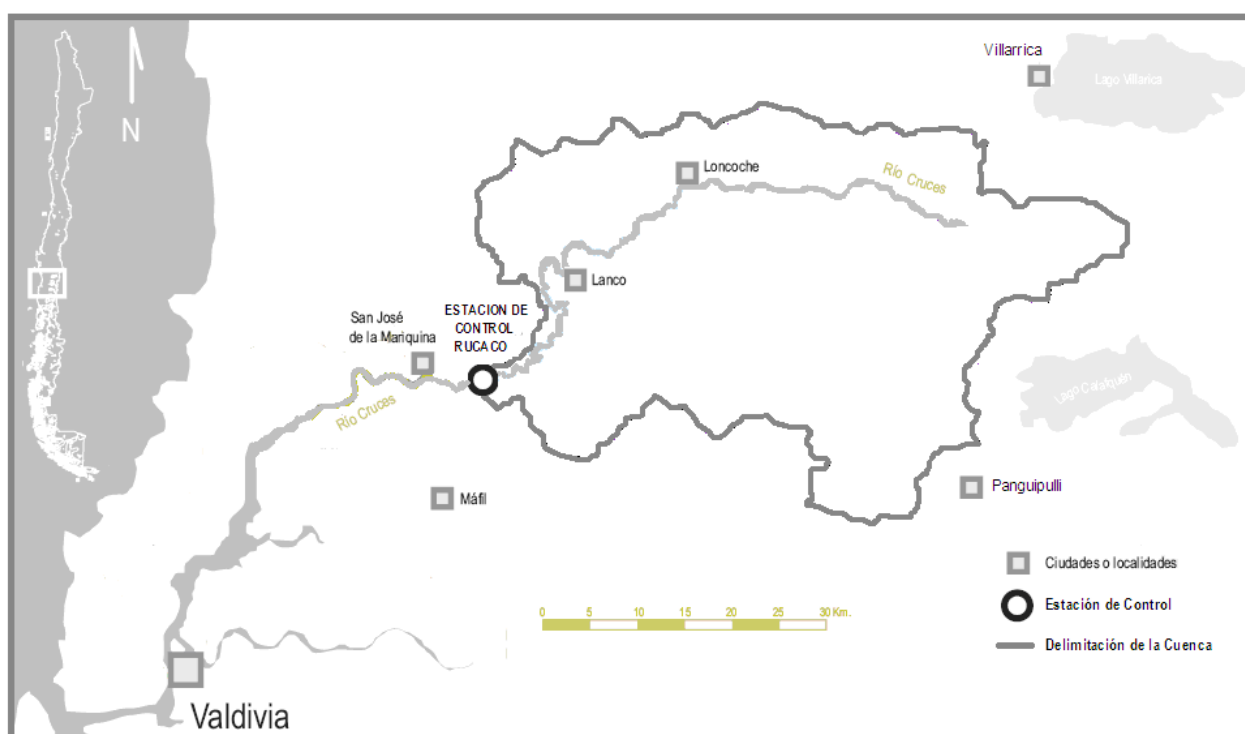 Villarrica
Lago Villarica
N
Loncoche
Río Cruces
Lanco
ESTACION DE
CONTROL
RUCACO
San José
de la Mariquina
Río Cruces
Lago Calafquén
Panguipulli
Máfil
Ciudades o localidades
0 5 10 15 20 25 30 Km.
Estación de Control
Delimitación de la Cuenca
Valdivia